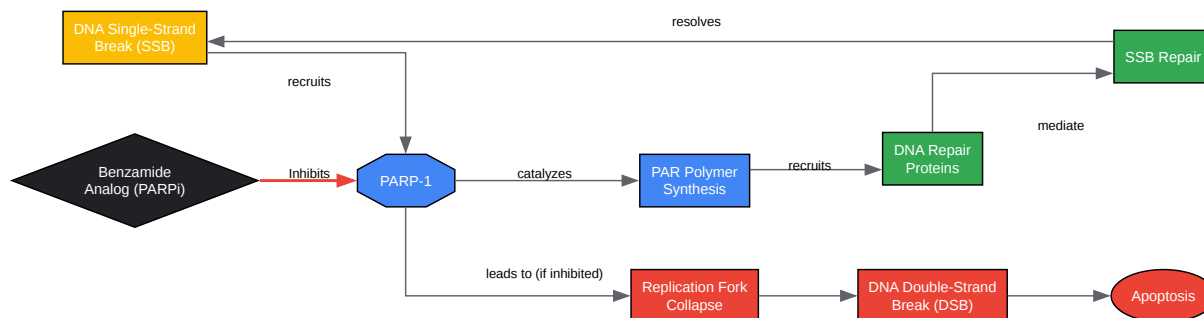 resolves
DNA Single-Strand
Break (SSB)
SSB Repair
recruits
mediate
DNA Repair
Proteins
Benzamide
Analog (PARPi)
Inhibits
PARP-1
catalyzes
PAR Polymer
Synthesis
recruits
leads to (if inhibited)
Replication Fork
Collapse
DNA Double-Strand
Break (DSB)
Apoptosis